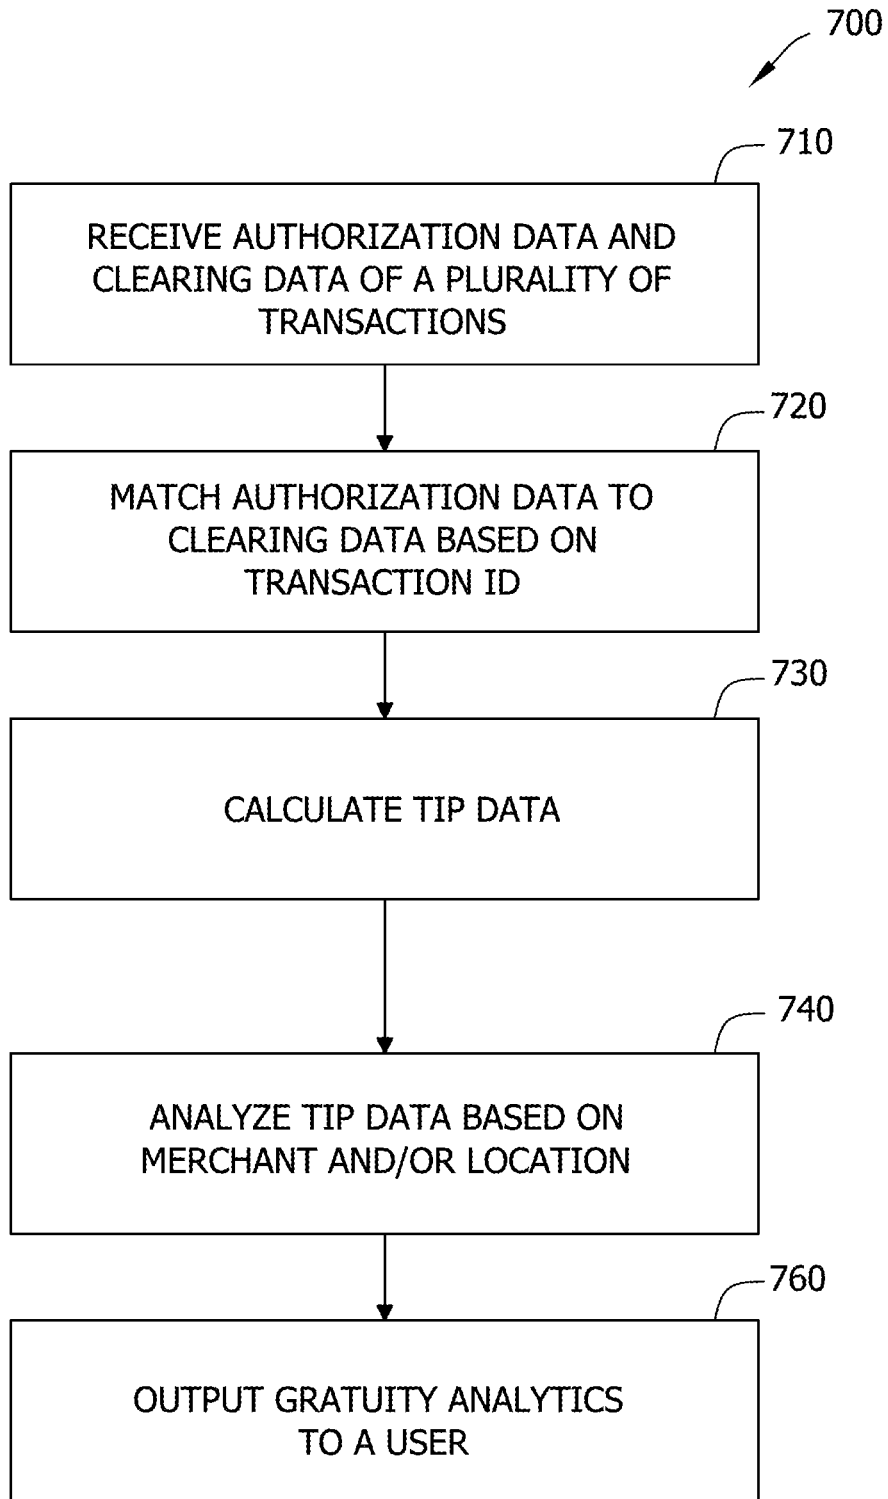 700
710
RECEIVE AUTHORIZATION DATA AND
CLEARING DATA OF A PLURALITY OF
TRANSACTIONS
720
MATCH AUTHORIZATION DATA TO
CLEARING DATA BASED ON
TRANSACTION ID
730
CALCULATE TIP DATA
740
ANALYZE TIP DATA BASED ON
MERCHANT AND/OR LOCATION
760
OUTPUT GRATUITY ANALYTICS
TO A USER